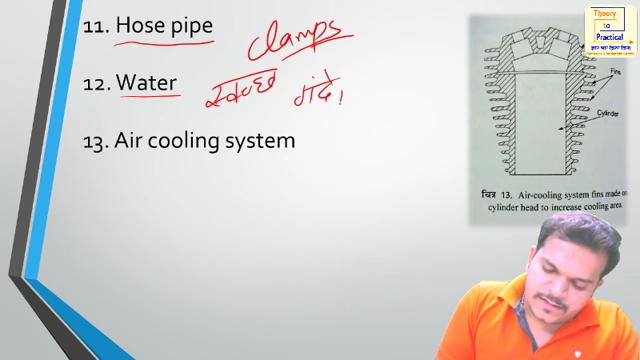 11. Hose pipe
clamps
12. Water
स्वच्छ
13. Air cooling system
Theory
to
Practical
Fins
Cylinder
चित्र 13. Air-cooling system fins made on
cylinder head to increase cooling area.